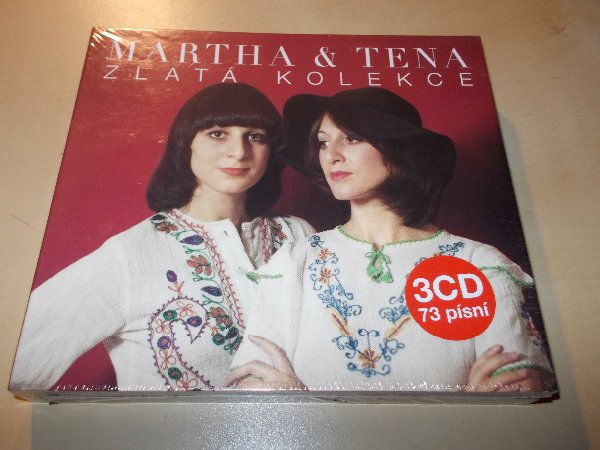 MARTHA & TENA
ZLATÁ KOLEKCE
3CD
73 písní